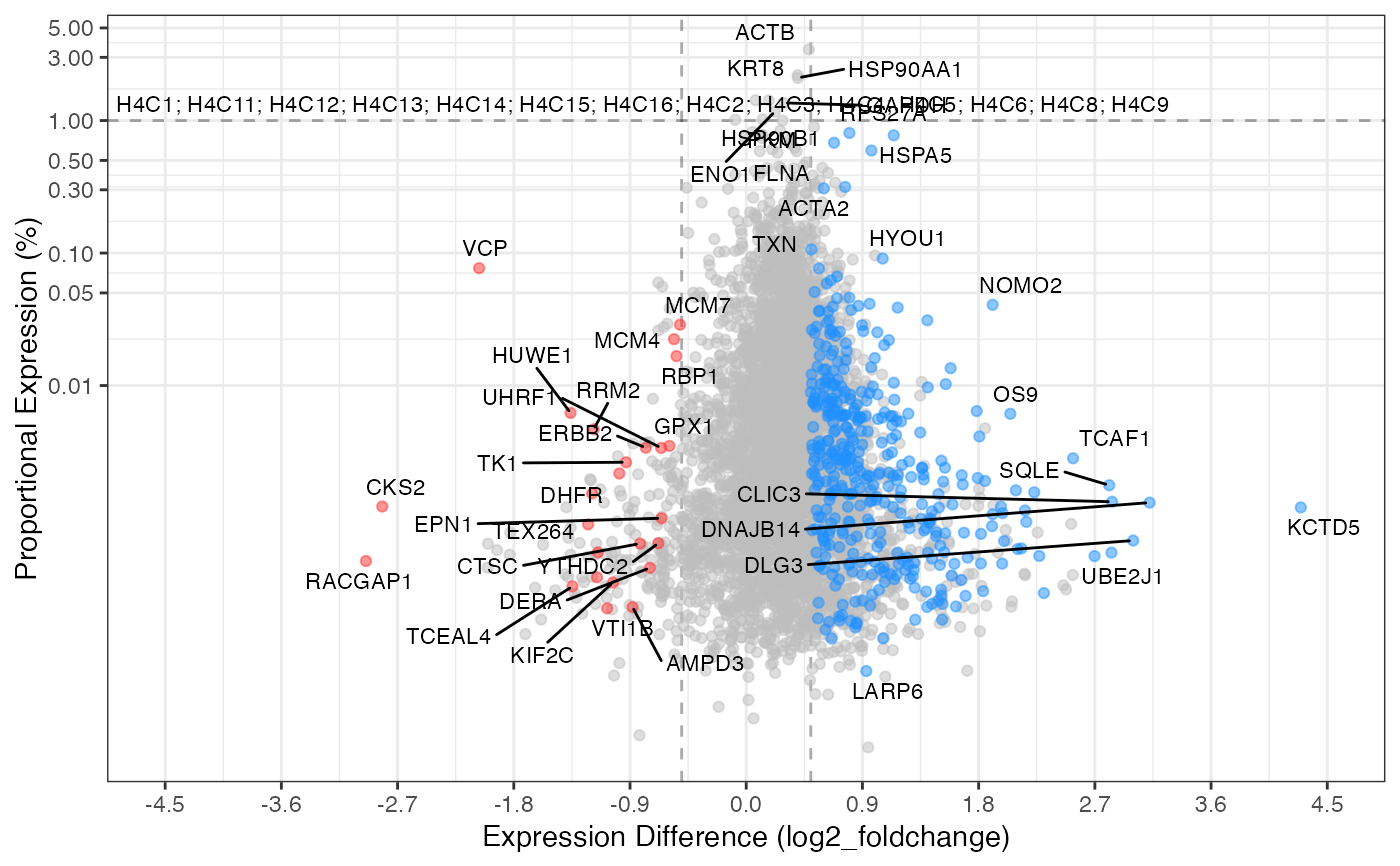 ACTB
5.00
3.00
KRT8
HSP90AA1
H4C1; H4C11; H4C12; H4C13; H4C14; H4C15; H4C16; H4C2; H4C3; H4C4; H4C5; H4C6; H4C8; H4C9
GAPDH
RPS27A
1.00
HSP90B1
PKM
HSPA5
0.50
ENO1
FLNA
0.30
ACTA2
TXN
HYOU1
VCP
0.10
NOMO2
0.05
MCM7
MCM4
HUWE1
RBP1
0.01
RRM2
UHRF1
OS9
ERBB2
GPX1
TCAF1
TK1
SQLE
CKS2
DHFR
CLIC3
EPN1
TEX264
DNAJB14
KCTD5
CTSC
YTHDC2
DLG3
RACGAP1
UBE2J1
DERA
TCEAL4
VTI1B
KIF2C
AMPD3
LARP6
-4.5 -3.6 -2.7 -1.8 -0.9 0.0 0.9 1.8 2.7 3.6 4.5
Expression Difference (log2_foldchange)
Proportional Expression (%)